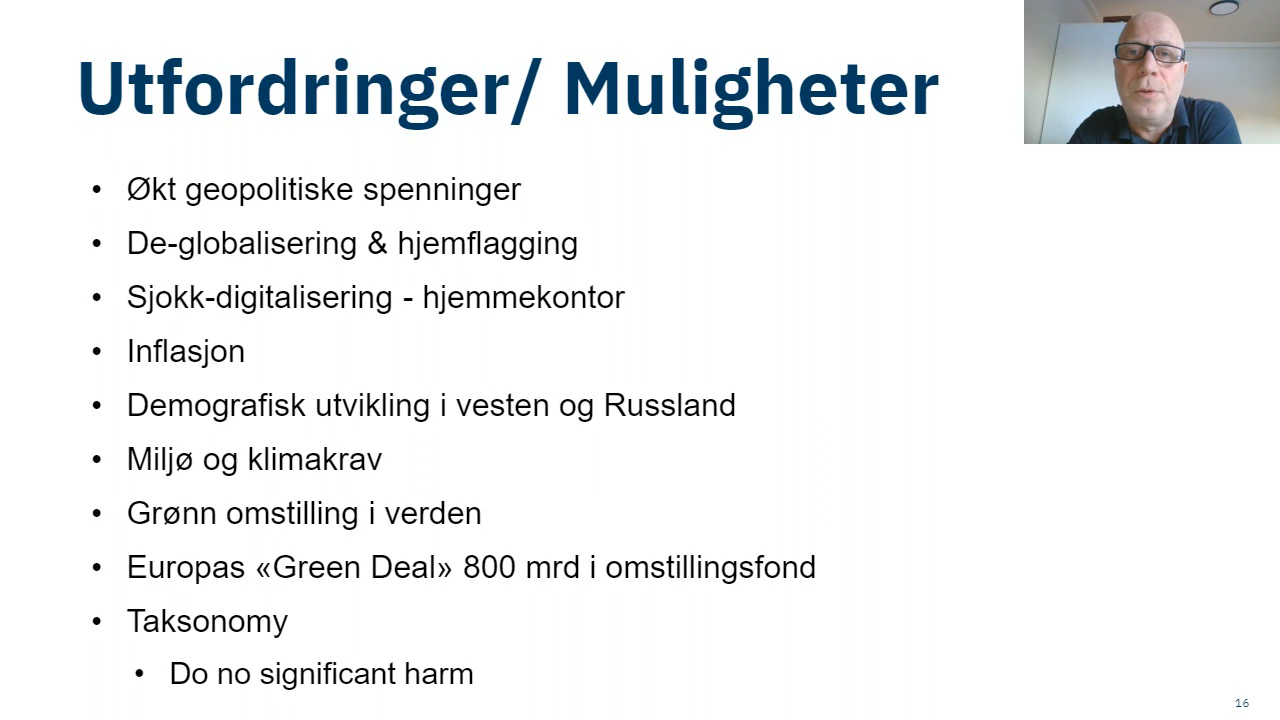 Utfordringer/ Muligheter
• Økt geopolitiske spenninger
• De-globalisering & hjemflagging
• Sjokk-digitalisering - hjemmekontor
• Inflasjon
• Demografisk utvikling i vesten og Russland
• Miljø og klimakrav
• Grønn omstilling i verden
• Europas «Green Deal» 800 mrd i omstillingsfond
• Taksonomy
• Do no significant harm
16